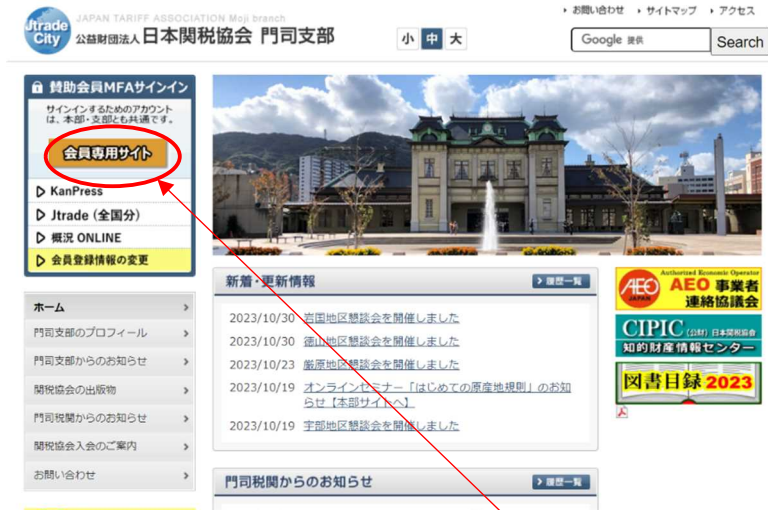 Jtrade City
JAPAN TARIFF ASSOCIATION Moji branch
公益財団法人日本関税協会 門司支部
小 中 大
お問い合わせ サイトマップ アクセス
Google 提供
Search
賛助会員MFAサインイン
サインインするためのアカウント
は、本部・支部とも共通です。
会員専用サイト
KanPress
Jtrade (全国分)
概況 ONLINE
会員登録情報の変更
ホーム
門司支部のプロフィール
門司支部からのお知らせ
関税協会の出版物
門司税関からのお知らせ
関税協会入会のご案内
お問い合わせ
新着・更新情報
履歴一覧
2023/10/30 岩国地区懇談会を開催しました
2023/10/30 徳山地区懇談会を開催しました
2023/10/23 厳原地区懇談会を開催しました
2023/10/19 オンラインセミナー「はじめての原産地規則」のお知
らせ【本部サイトへ】
2023/10/19 宇部地区懇談会を開催しました
門司税関からのお知らせ
履歴一覧
Authorized Economic Operator
AEO JAPAN
AEO 事業者
連絡協議会
CIPIC (公財) 日本関税協会
知的財産情報センター
図書目録 2023